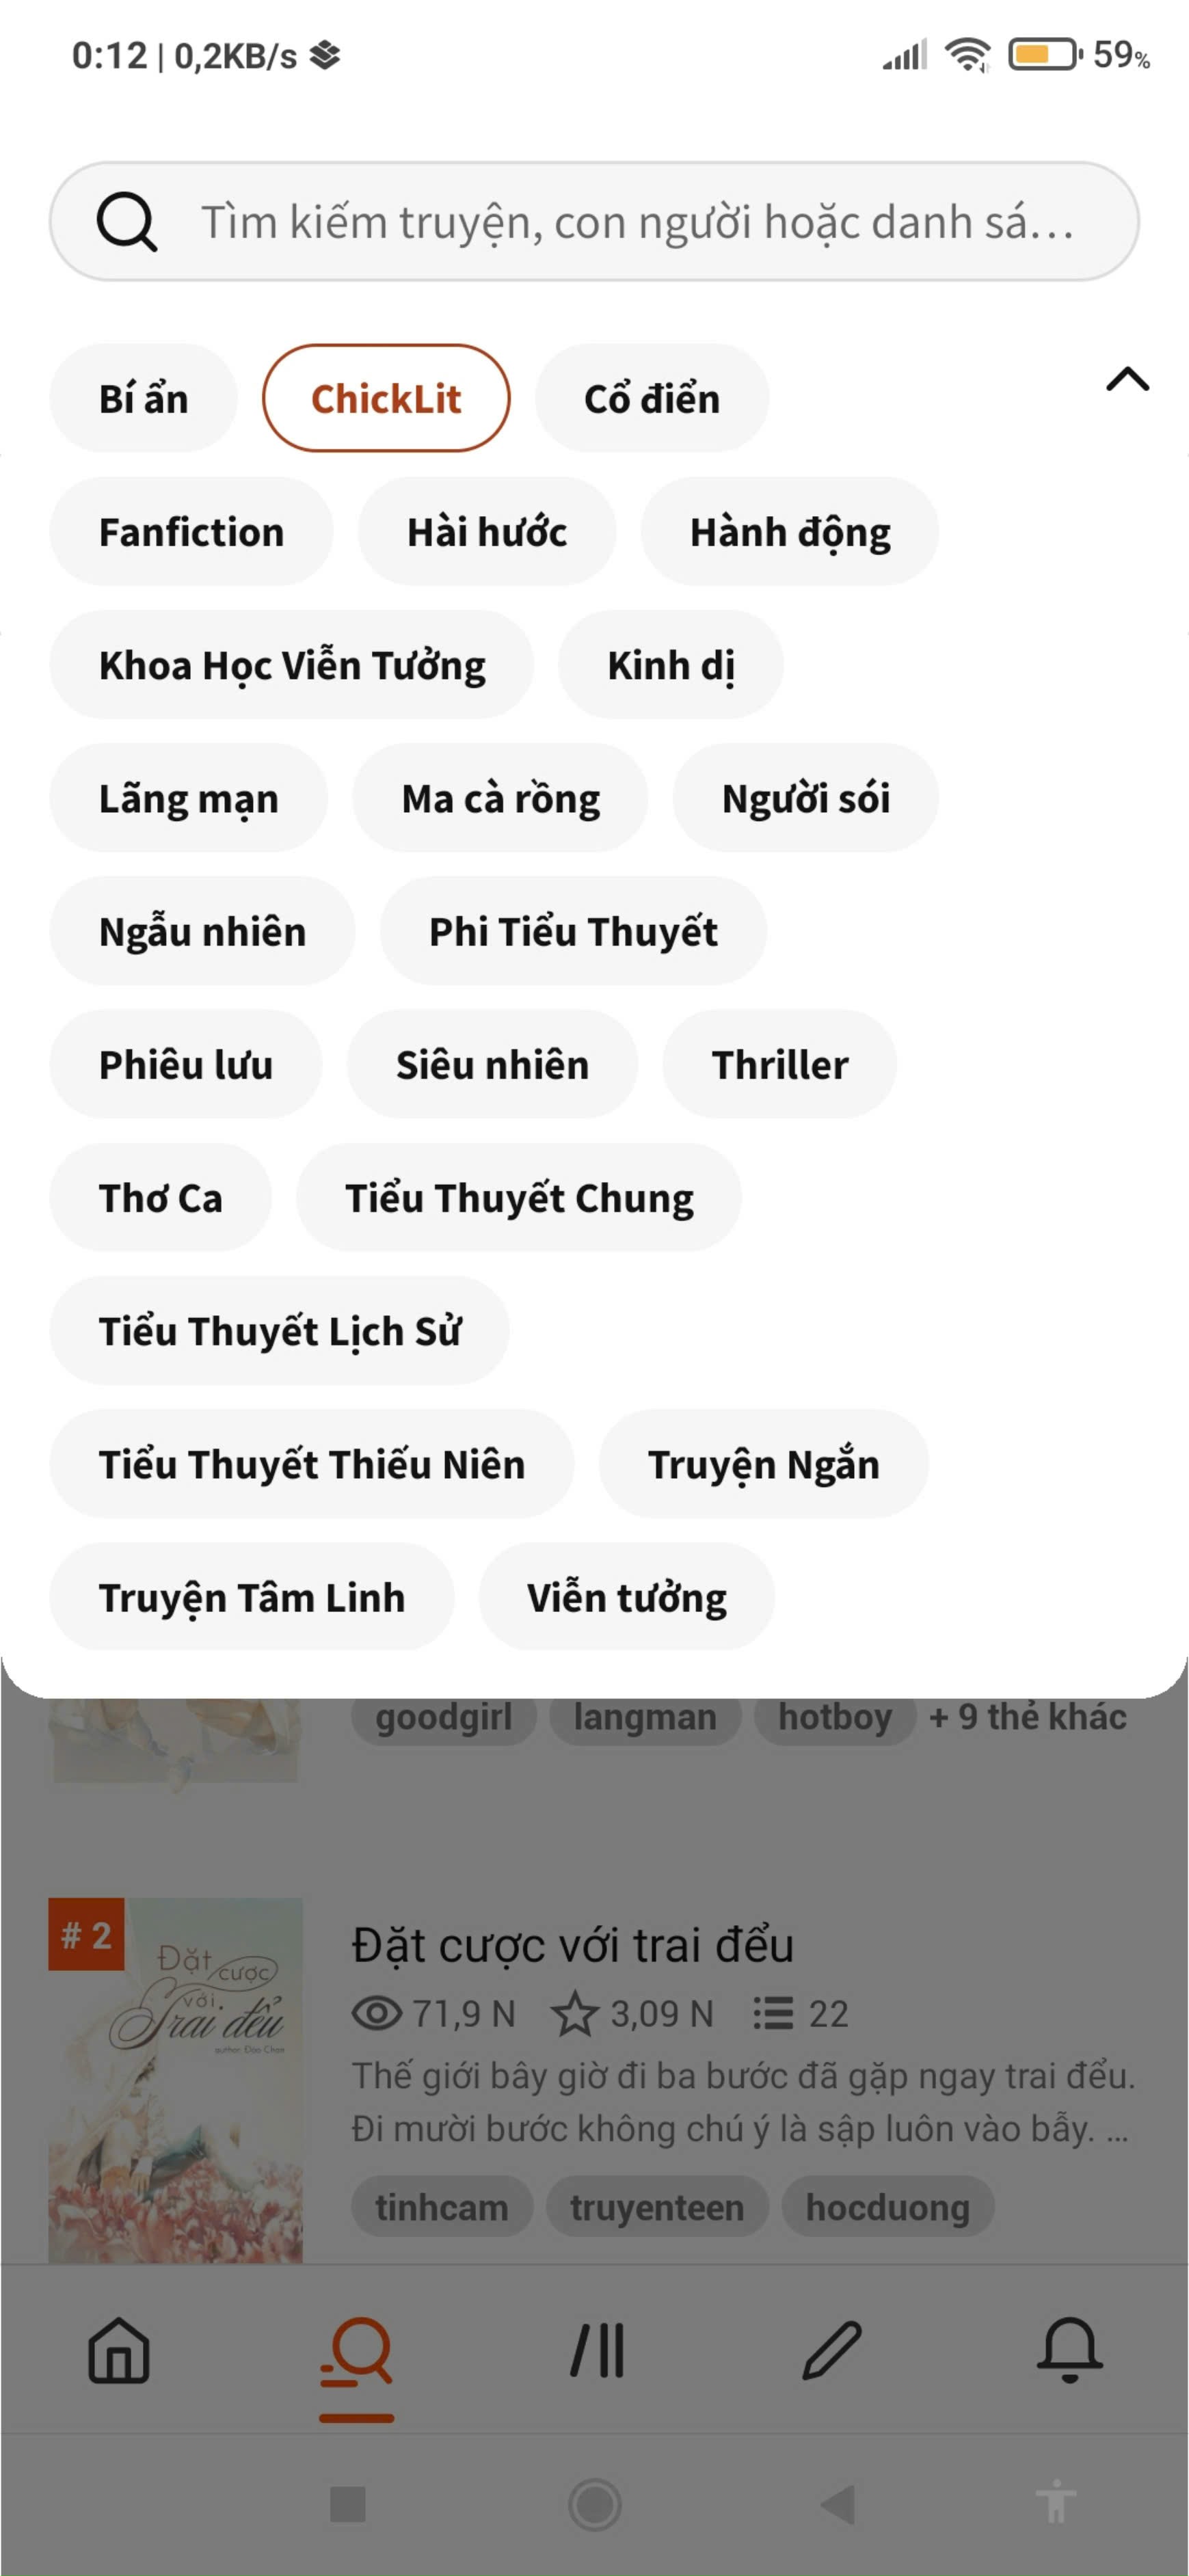 0:12 | 0,2KB/s 59%
Tìm kiếm truyện, con người hoặc danh sá...
Bí ẩn ChickLit Cổ điển
Fanfiction Hài hước Hành động
Khoa Học Viễn Tưởng Kinh dị
Lãng mạn Ma cà rồng Người sói
Ngẫu nhiên Phi Tiểu Thuyết
Phiêu lưu Siêu nhiên Thriller
Thơ Ca Tiểu Thuyết Chung
Tiểu Thuyết Lịch Sử
Tiểu Thuyết Thiếu Niên Truyện Ngắn
Truyện Tâm Linh Viễn tưởng
goodgirl langman hotboy + 9 thẻ khác
# 2
Đặt cược
với
Trai đểu
author: Đào Chan
Đặt cược với trai đểu
71,9 N 3,09 N 22
Thế giới bây giờ đi ba bước đã gặp ngay trai đểu.
Đi mười bước không chú ý là sập luôn vào bẫy. ...
tinhcam truyenteen hocduong